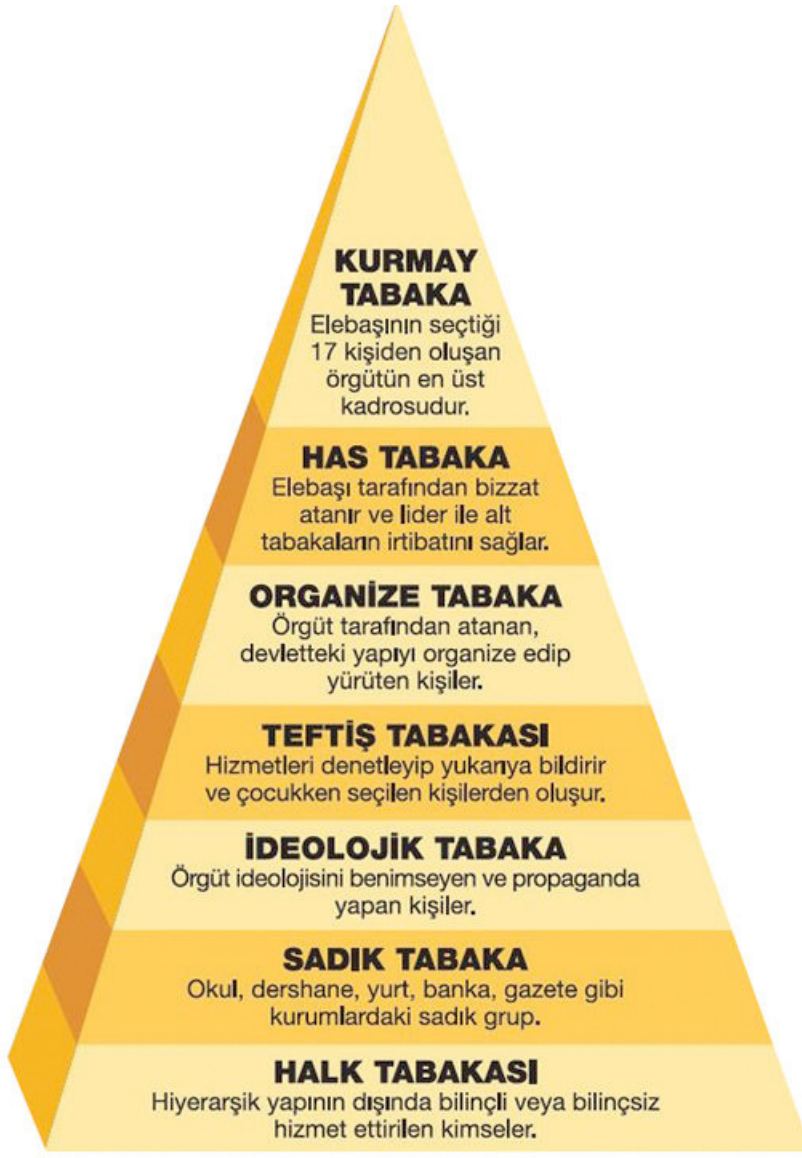 KURMAY
TABAKA
Elebaşının seçtiği
17 kişiden oluşan
örgütün en üst
kadrosudur.
HAS TABAKA
Elebaşı tarafından bizzat
atanır ve lider ile alt
tabakaların irtibatını sağlar.
ORGANİZE TABAKA
Örgüt tarafından atanan,
devletteki yapıyı organize edip
yürüten kişiler.
TEFTİŞ TABAKASI
Hizmetleri denetleyip yukarıya bildirir
ve çocukken seçilen kişilerden oluşur.
İDEOLOJİK TABAKA
Örgüt ideolojisini benimseyen ve propaganda
yapan kişiler.
SADIK TABAKA
Okul, dershane, yurt, banka, gazete gibi
kurumlardaki sadık grup.
HALK TABAKASI
Hiyerarşik yapının dışında bilinçli veya bilinçsiz
hizmet ettirilen kimseler.